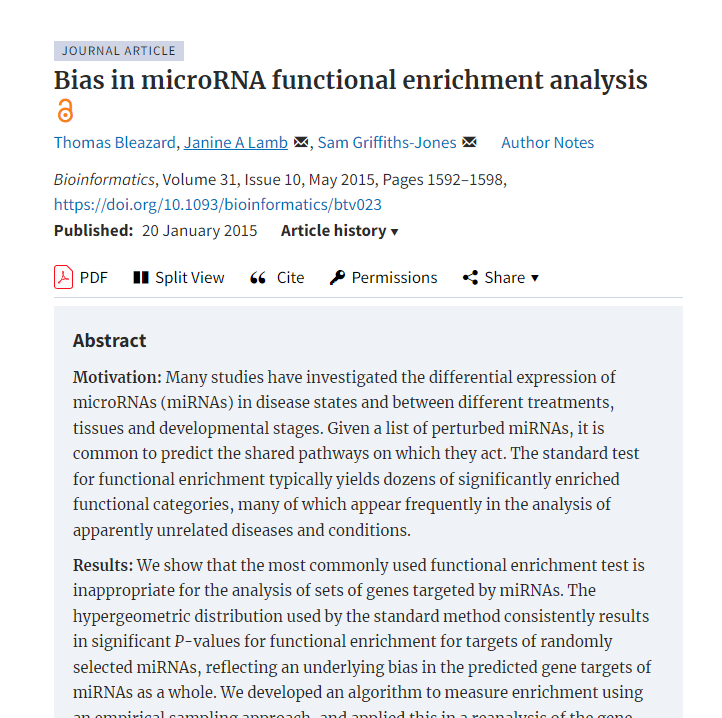 JOURNAL ARTICLE
Bias in microRNA functional enrichment analysis
Thomas Bleazard, Janine A Lamb, Sam Griffiths-Jones Author Notes
Bioinformatics, Volume 31, Issue 10, May 2015, Pages 1592–1598,
https://doi.org/10.1093/bioinformatics/btv023
Published: 20 January 2015 Article history
PDF Split View Cite Permissions Share
Abstract
Motivation: Many studies have investigated the differential expression of
microRNAs (miRNAs) in disease states and between different treatments,
tissues and developmental stages. Given a list of perturbed miRNAs, it is
common to predict the shared pathways on which they act. The standard test
for functional enrichment typically yields dozens of significantly enriched
functional categories, many of which appear frequently in the analysis of
apparently unrelated diseases and conditions.
Results: We show that the most commonly used functional enrichment test is
inappropriate for the analysis of sets of genes targeted by miRNAs. The
hypergeometric distribution used by the standard method consistently results
in significant P-values for functional enrichment for targets of randomly
selected miRNAs, reflecting an underlying bias in the predicted gene targets of
miRNAs as a whole. We developed an algorithm to measure enrichment using
an empirical sampling approach, and applied this in a reanalysis of the gene